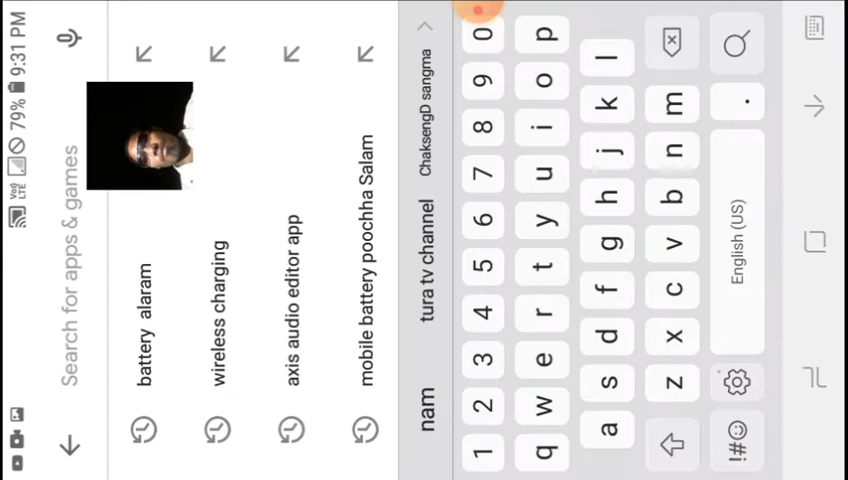 9:31 PM 79% Vo)) LTE
Search for apps & games
battery alaram
wireless charging
axis audio editor app
mobile battery poochha Salam
nam tura tv channel ChaksengD sangma
1 2 3 4 5 6 7 8 9 0
q w e r t y u i o p
a s d f g h j k l
z x c v b n m
!#☺ English (US) .